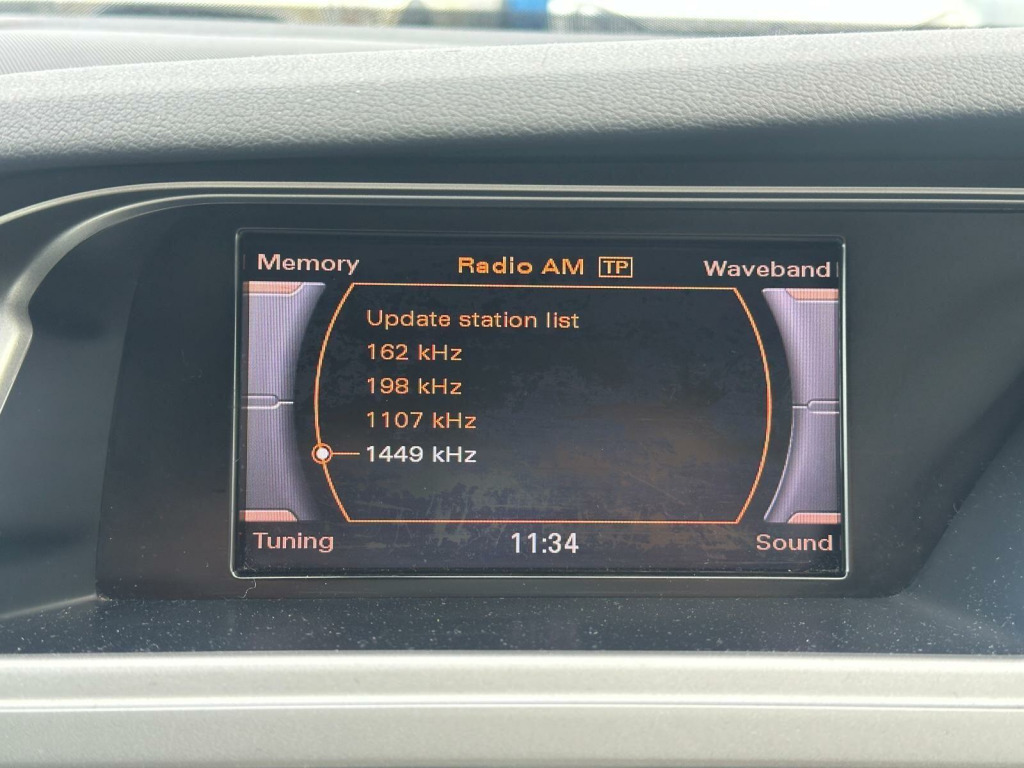 Memory
Radio AM TP
Waveband
Update station list
162 kHz
198 kHz
1107 kHz
1449 kHz
Tuning
11:34
Sound